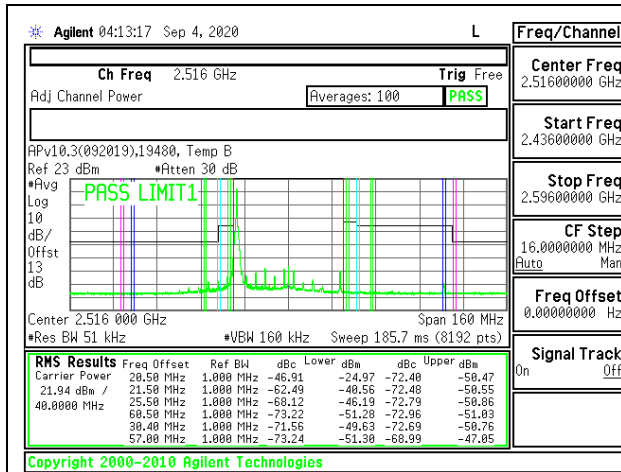 Agilent 04:13:17 Sep 4, 2020 L
Freq/Channel
Ch Freq 2.516 GHz Trig Free
Adj Channel Power Averages: 100 PASS
APv10.3(092019),19480, Temp B
Ref 23 dBm #Atten 30 dB
#Avg
Log
10
dB/
Offst
13
dB
PASS LIMIT1
Center 2.516 000 GHz Span 160 MHz
#Res BW 51 kHz #VBW 160 kHz Sweep 185.7 ms (8192 pts)
RMS Results Freq Offset Ref BW dBc Lower dBm dBc Upper dBm
Carrier Power 20.50 MHz 1.000 MHz -46.91 -24.97 -72.40 -50.47
21.94 dBm / 21.50 MHz 1.000 MHz -62.49 -40.56 -72.48 -50.55
40.0000 MHz 25.50 MHz 1.000 MHz -68.12 -46.19 -72.79 -50.86
60.50 MHz 1.000 MHz -73.22 -51.28 -72.96 -51.03
30.40 MHz 1.000 MHz -71.56 -49.63 -72.69 -50.76
57.00 MHz 1.000 MHz -73.24 -51.30 -68.99 -47.05
Copyright 2000-2010 Agilent Technologies
Center Freq
2.51600000 GHz
Start Freq
2.43600000 GHz
Stop Freq
2.59600000 GHz
CF Step
16.0000000 MHz
Auto Man
Freq Offset
0.00000000 Hz
Signal Track
On Off